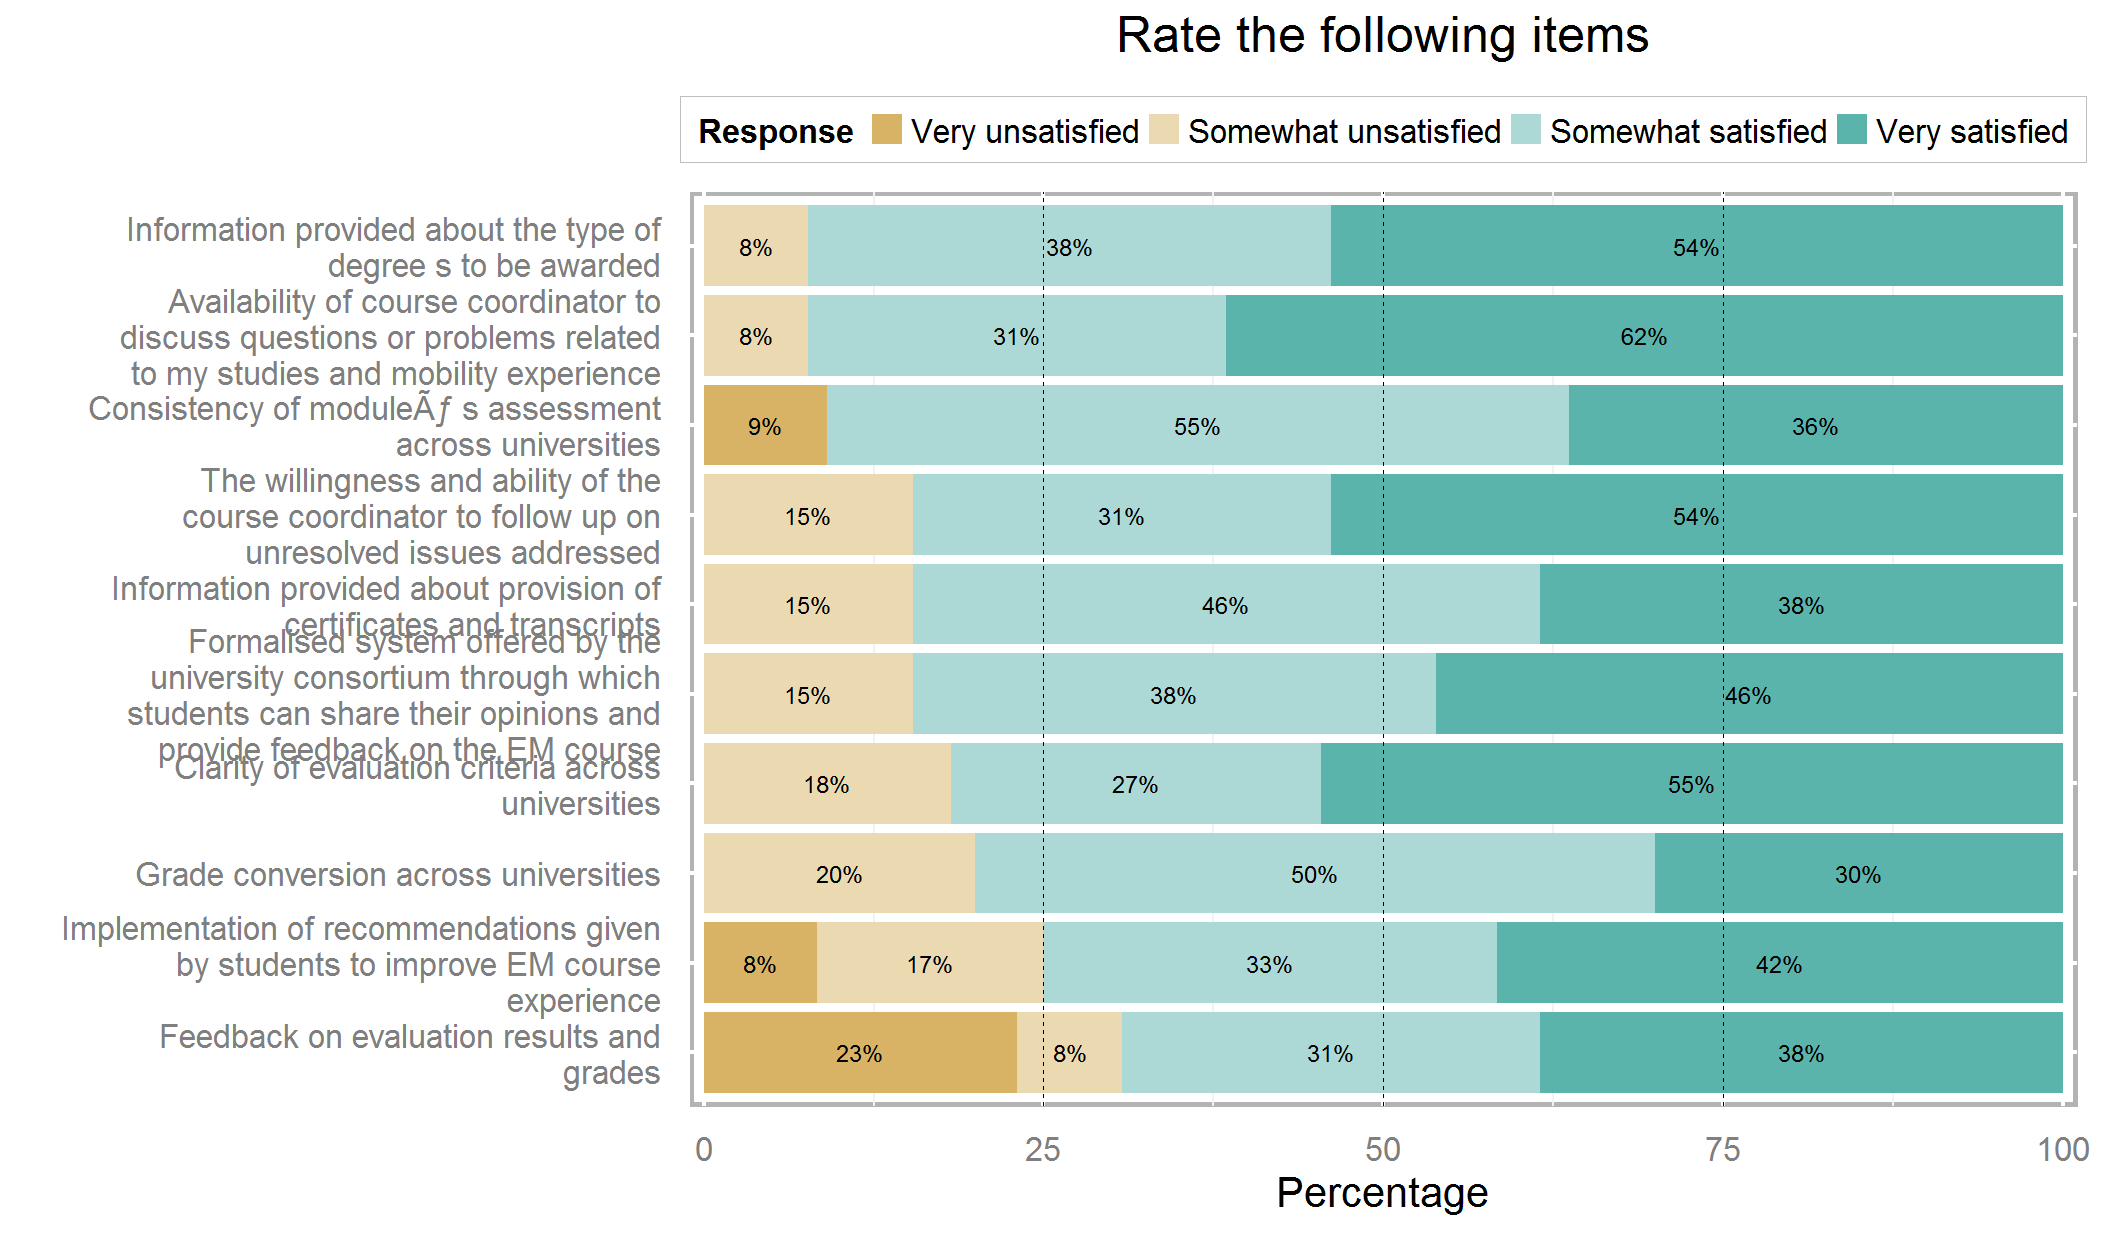 Rate the following items
Response Very unsatisfied Somewhat unsatisfied Somewhat satisfied Very satisfied
Information provided about the type of
degree s to be awarded
8% 38% 54%
Availability of course coordinator to
discuss questions or problems related
to my studies and mobility experience
8% 31% 62%
Consistency of moduleÃƒ s assessment
across universities
9% 55% 36%
The willingness and ability of the
course coordinator to follow up on
unresolved issues addressed
15% 31% 54%
Information provided about provision of
certificates and transcripts
15% 46% 38%
Formalised system offered by the
university consortium through which
students can share their opinions and
provide feedback on the EM course
15% 38% 46%
Clarity of evaluation criteria across
universities
18% 27% 55%
Grade conversion across universities
20% 50% 30%
Implementation of recommendations given
by students to improve EM course
experience
8% 17% 33% 42%
Feedback on evaluation results and
grades
23% 8% 31% 38%
0 25 50 75 100
Percentage